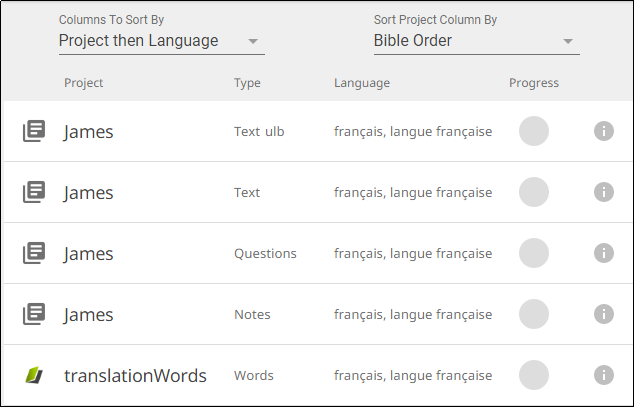 Columns To Sort By Sort Project Column By
Project then Language Bible Order
Project Type Language Progress
James Text ulb français, langue française
James Text français, langue française
James Questions français, langue française
James Notes français, langue française
translationWords Words français, langue française